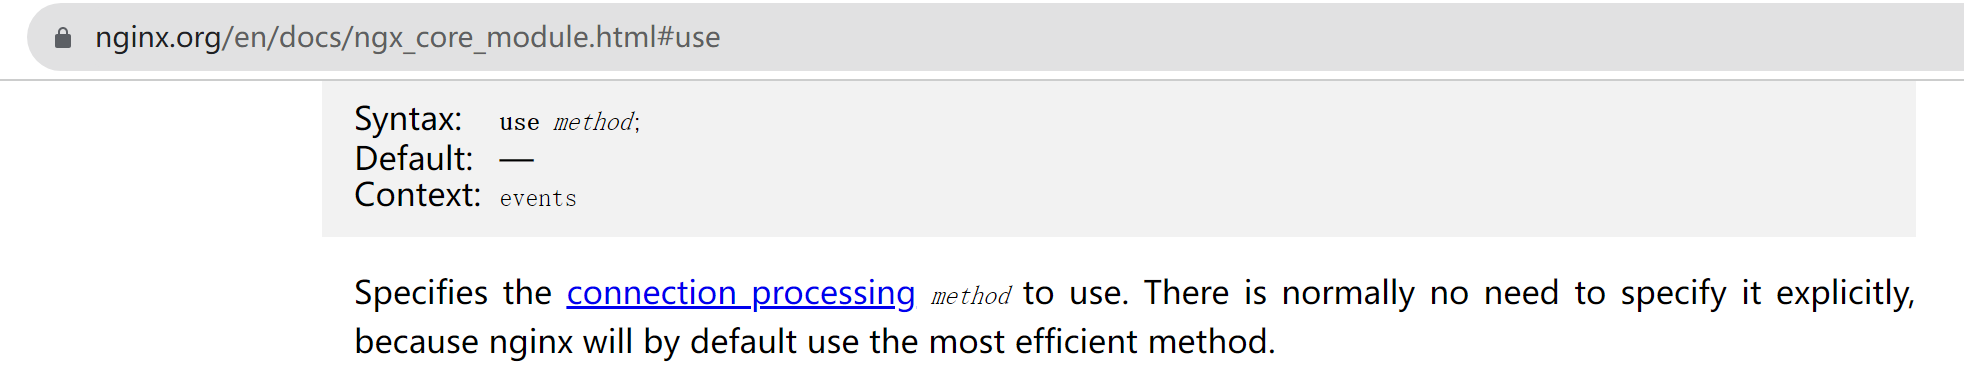 nginx.org/en/docs/ngx_core_module.html#use
Syntax: use method;
Default: —
Context: events
Specifies the connection processing method to use. There is normally no need to specify it explicitly,
because nginx will by default use the most efficient method.